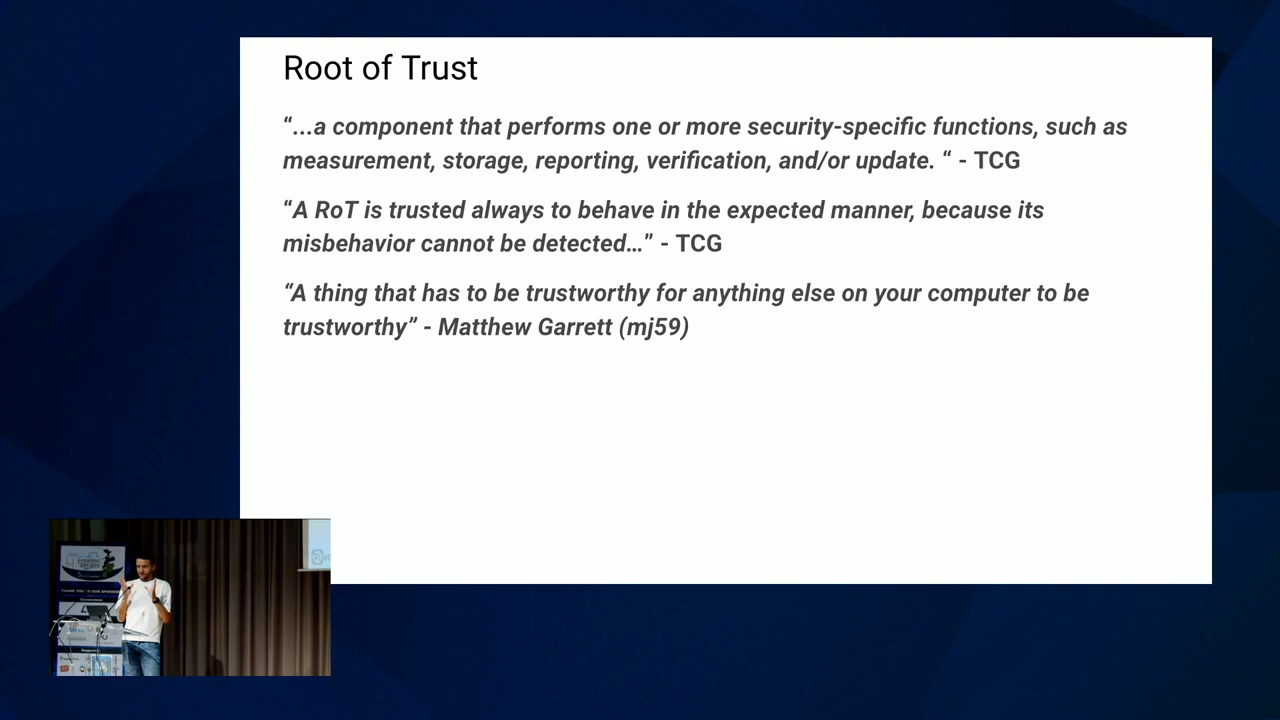 Root of Trust
“...a component that performs one or more security-specific functions, such as
measurement, storage, reporting, verification, and/or update. “ - TCG
“A RoT is trusted always to behave in the expected manner, because its
misbehavior cannot be detected…” - TCG
“A thing that has to be trustworthy for anything else on your computer to be
trustworthy” - Matthew Garrett (mj59)